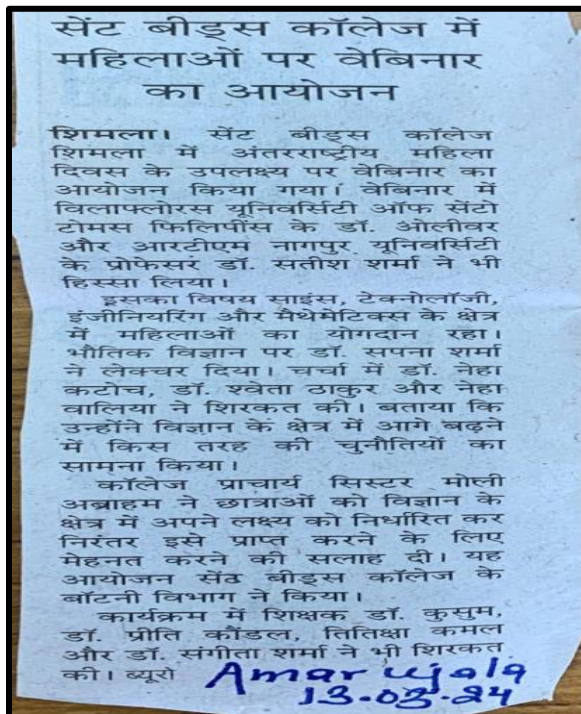 सेंट बीड्स कॉलेज में
महिलाओं पर वेबिनार
का आयोजन
शिमला। सेंट बीड्स कॉलेज
शिमला में अंतरराष्ट्रीय महिला
दिवस के उपलक्ष्य पर वेबिनार का
आयोजन किया गया। वेबिनार में
विलाफ्लोरस यूनिवर्सिटी ऑफ सेंटो
टोमस फिलिपींस के डॉ. ओलीवर
और आरटीएम नागपुर यूनिवर्सिटी
के प्रोफेसर डॉ. सतीश शर्मा ने भी
हिस्सा लिया।
इसका विषय साइंस, टेक्नोलॉजी,
इंजीनियरिंग और मैथेमेटिक्स के क्षेत्र
में महिलाओं का योगदान रहा।
भौतिक विज्ञान पर डॉ. सपना शर्मा
ने लेक्चर दिया। चर्चा में डॉ. नेहा
कटोच, डॉ. श्वेता ठाकुर और नेहा
वालिया ने शिरकत की। बताया कि
उन्होंने विज्ञान के क्षेत्र में आगे बढ़ने
में किस तरह की चुनौतियों का
सामना किया।
कॉलेज प्राचार्य सिस्टर मोली
अब्राहम ने छात्राओं को विज्ञान के
क्षेत्र में अपने लक्ष्य को निर्धारित कर
निरंतर इसे प्राप्त करने के लिए
मेहनत करने की सलाह दी। यह
आयोजन सेंट बीड्स कॉलेज के
बॉटनी विभाग ने किया।
कार्यक्रम में शिक्षक डॉ. कुसुम,
डॉ. प्रीति कौंडल, तितिक्षा कमल
और डॉ. संगीता शर्मा ने भी शिरकत
की। ब्यूरो Amar ujala
13.03.24